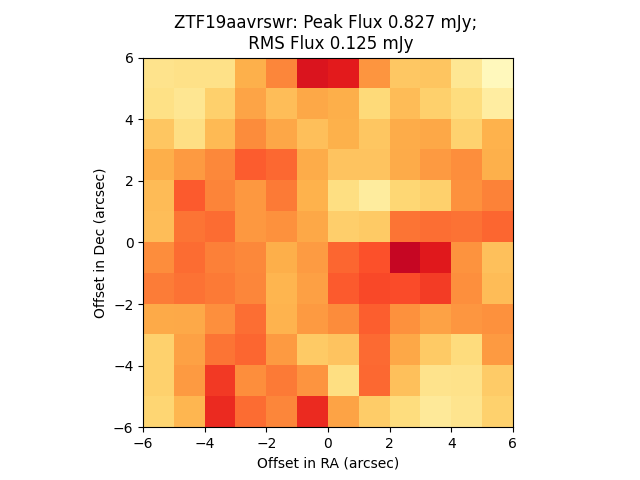 ZTF19aavrswr: Peak Flux 0.827 mJy;
RMS Flux 0.125 mJy
6
4
2
0
−2
−4
−6
Offset in Dec (arcsec)
−6 −4 −2 0 2 4 6
Offset in RA (arcsec)